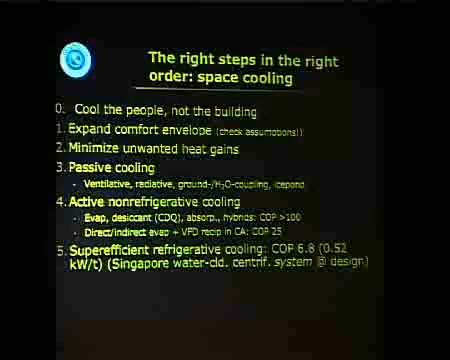 The right steps in the right
order: space cooling
0. Cool the people, not the building
1. Expand comfort envelope (check assumptions!)
2. Minimize unwanted heat gains
3. Passive cooling
- Ventilative, radiative, ground-/H₂O-coupling, icepond
4. Active nonrefrigerative cooling
- Evap, desiccant (CDQ), absorp., hybrids: COP >100
- Direct/indirect evap + VFD recip in CA: COP 25
5. Superefficient refrigerative cooling: COP 6.8 (0.52
kW/t) (Singapore water-cld. centrif. system @ design)